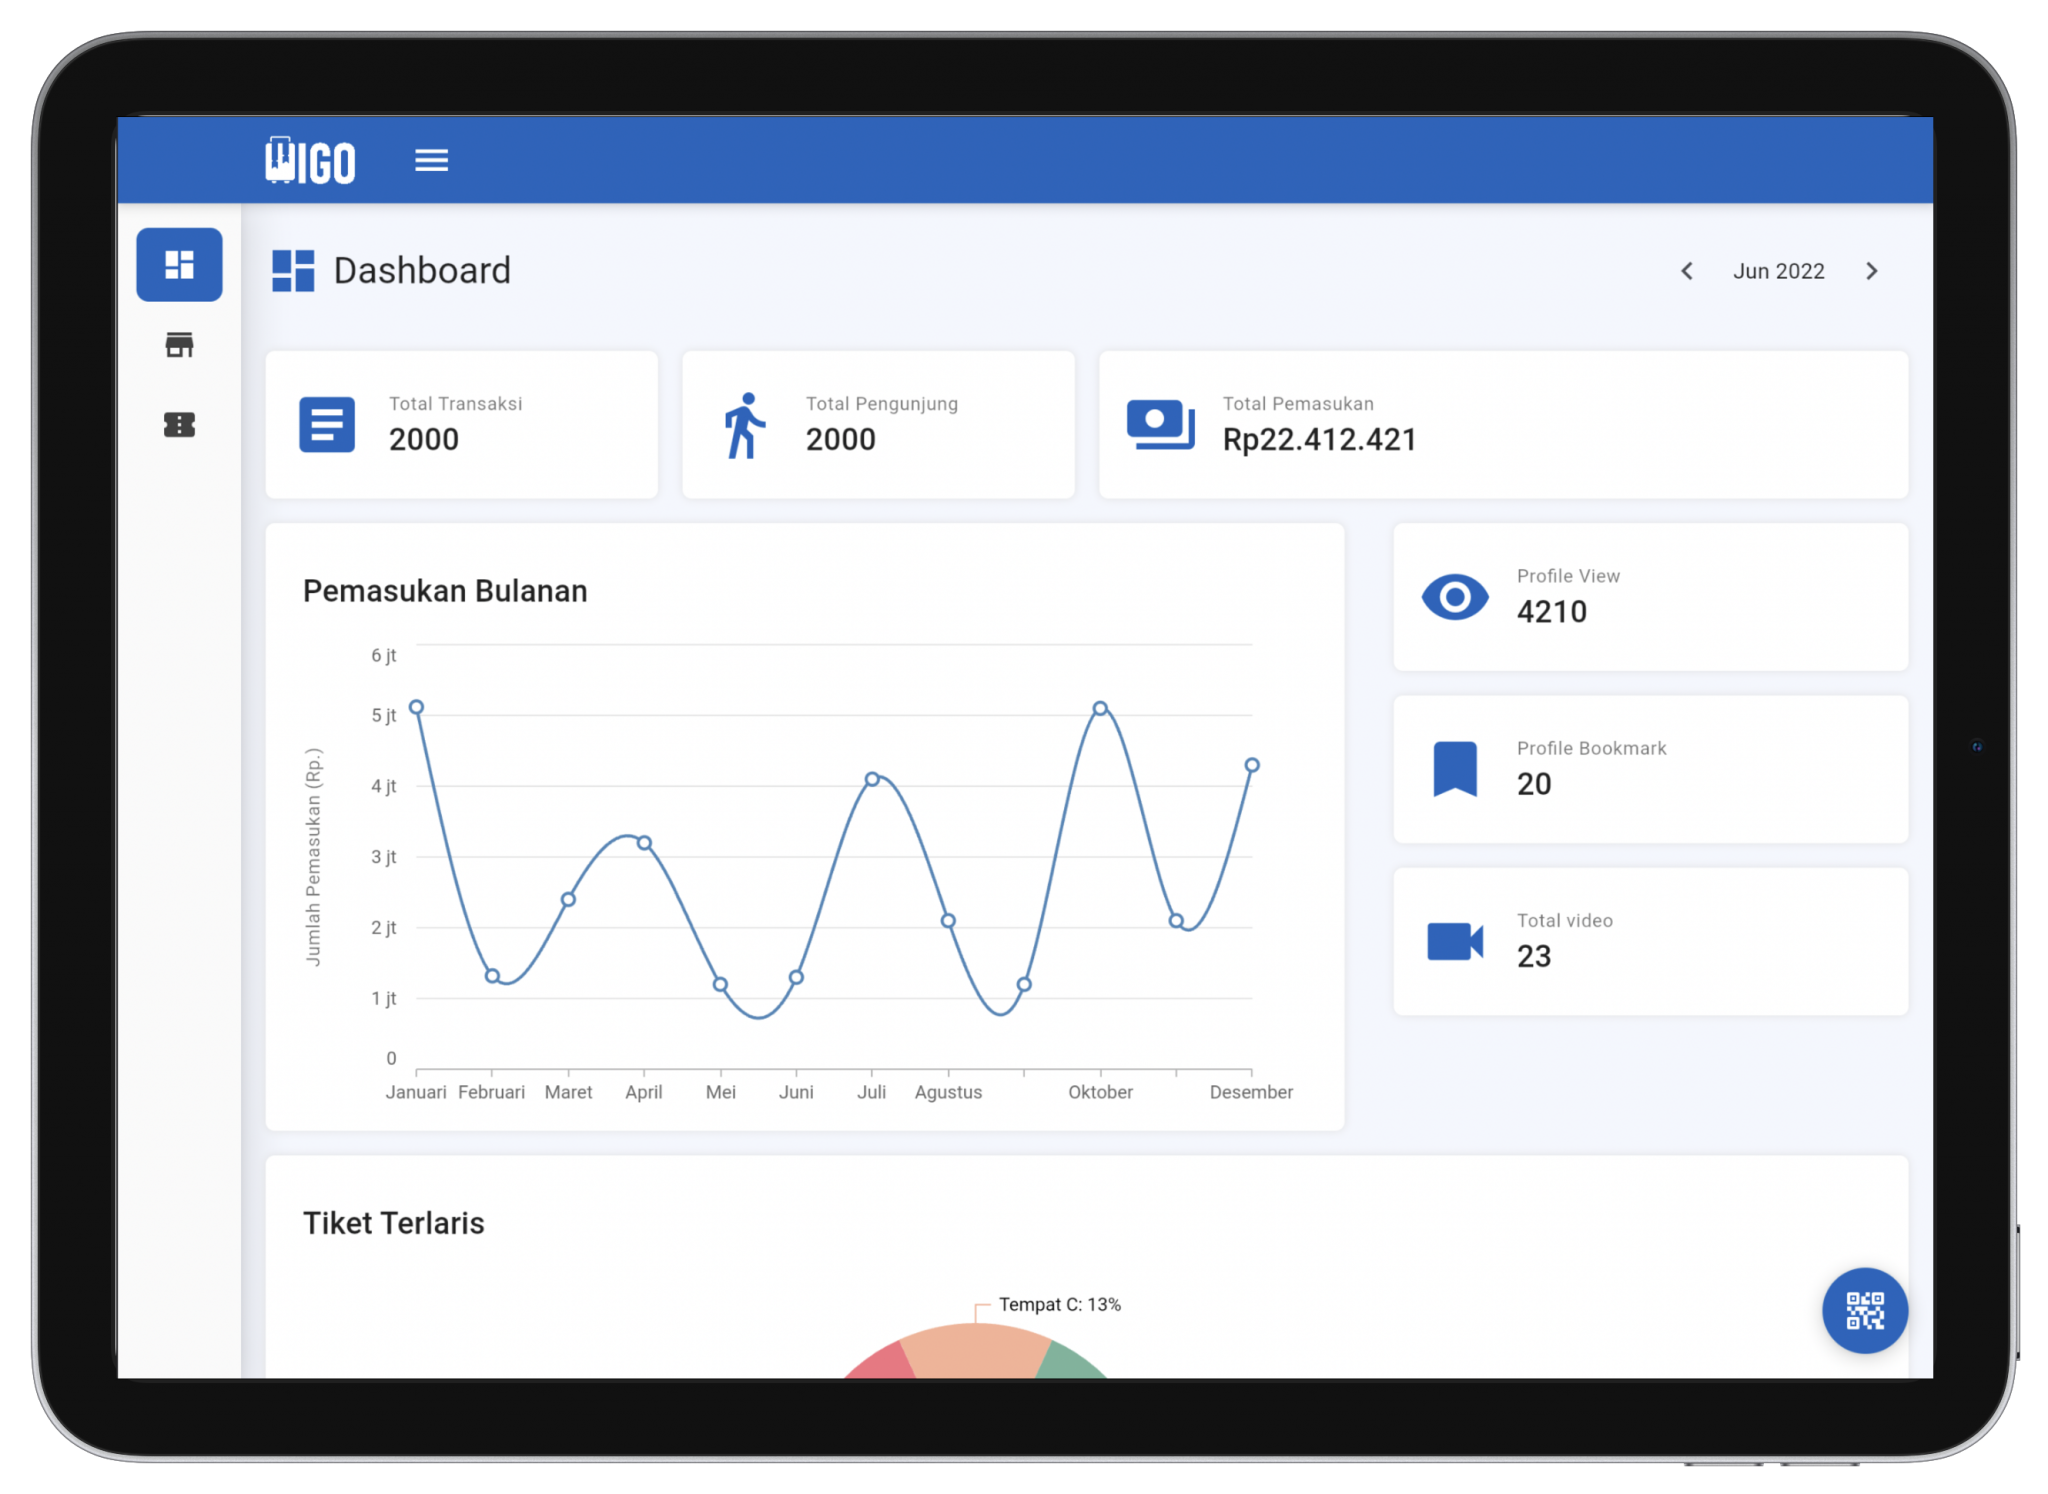 WIGO
Dashboard
Jun 2022
Total Transaksi
2000
Total Pengunjung
2000
Total Pemasukan
Rp22.412.421
Pemasukan Bulanan
Jumlah Pemasukan (Rp.)
6 jt
5 jt
4 jt
3 jt
2 jt
1 jt
0
Januari Februari Maret April Mei Juni Juli Agustus Oktober Desember
Profile View
4210
Profile Bookmark
20
Total video
23
Tiket Terlaris
Tempat C: 13%